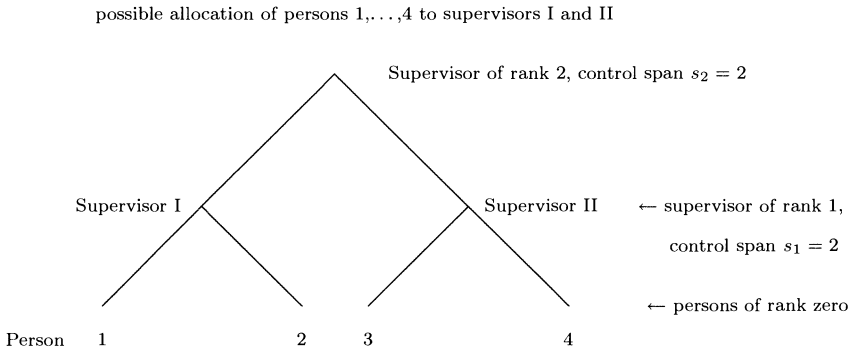 possible allocation of persons 1,...,4 to supervisors I and II
Supervisor of rank 2, control span s₂ = 2
Supervisor I
Supervisor II
← supervisor of rank 1,
control span s₁ = 2
← persons of rank zero
Person 1 2 3 4